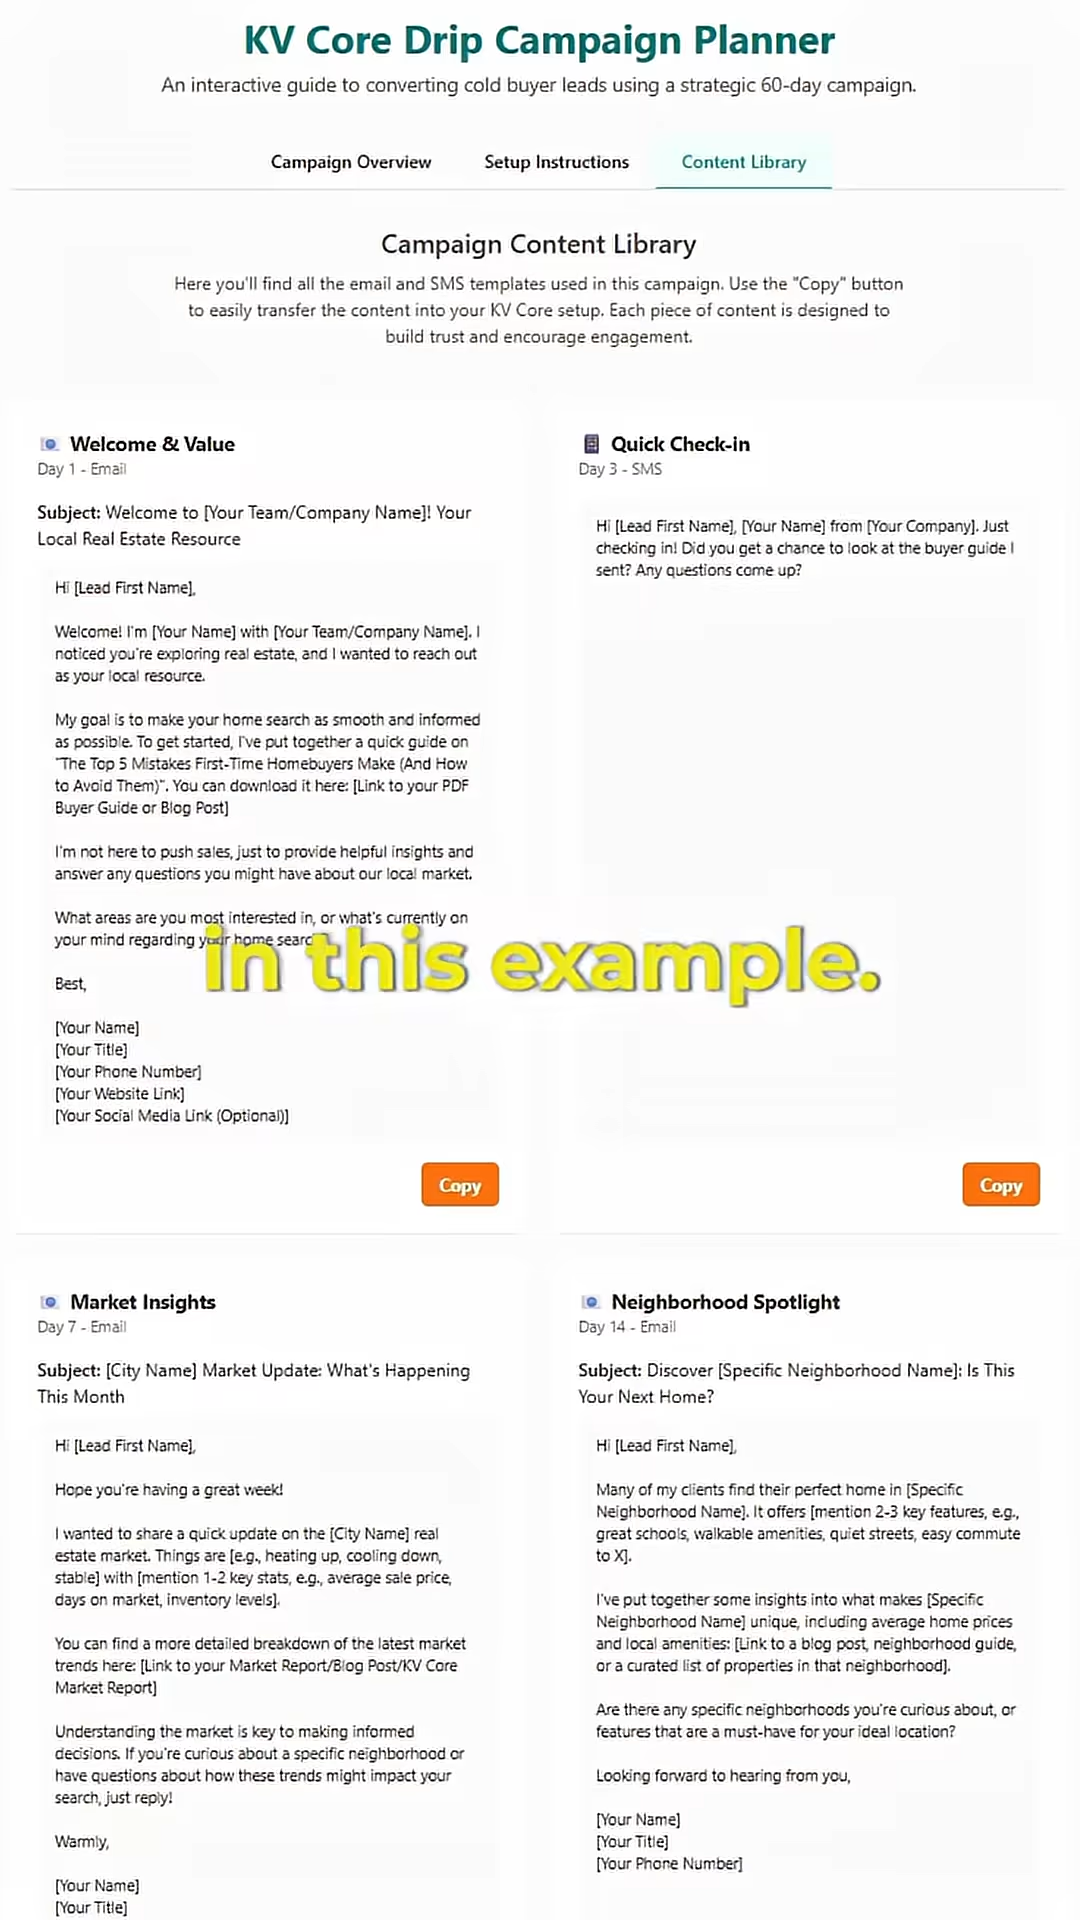 KV Core Drip Campaign Planner
An interactive guide to converting cold buyer leads using a strategic 60-day campaign.
Campaign Overview
Setup Instructions
Content Library
Campaign Content Library
Here you'll find all the email and SMS templates used in this campaign. Use the "Copy" button
to easily transfer the content into your KV Core setup. Each piece of content is designed to
build trust and encourage engagement.
Welcome & Value
Day 1 - Email
Subject: Welcome to [Your Team/Company Name]! Your
Local Real Estate Resource
Hi [Lead First Name],
Welcome! I'm [Your Name] with [Your Team/Company Name]. I
noticed you're exploring real estate, and I wanted to reach out
as your local resource.
My goal is to make your home search as smooth and informed
as possible. To get started, I've put together a quick guide on
"The Top 5 Mistakes First-Time Homebuyers Make (And How
to Avoid Them)". You can download it here: [Link to your PDF
Buyer Guide or Blog Post]
I'm not here to push sales, just to provide helpful insights and
answer any questions you might have about our local market.
What areas are you most interested in, or what's currently on
your mind regarding your home searc
in this example.
Best,
[Your Name]
[Your Title]
[Your Phone Number]
[Your Website Link]
[Your Social Media Link (Optional)]
Copy
Quick Check-in
Day 3 - SMS
Hi [Lead First Name], [Your Name] from [Your Company]. Just
checking in! Did you get a chance to look at the buyer guide I
sent? Any questions come up?
Copy
Market Insights
Day 7 - Email
Subject: [City Name] Market Update: What's Happening
This Month
Hi [Lead First Name],
Hope you're having a great week!
I wanted to share a quick update on the [City Name] real
estate market. Things are [e.g., heating up, cooling down,
stable] with [mention 1-2 key stats, e.g., average sale price,
days on market, inventory levels].
You can find a more detailed breakdown of the latest market
trends here: [Link to your Market Report/Blog Post/KV Core
Market Report]
Understanding the market is key to making informed
decisions. If you're curious about a specific neighborhood or
have questions about how these trends might impact your
search, just reply!
Warmly,
[Your Name]
[Your Title]
Neighborhood Spotlight
Day 14 - Email
Subject: Discover [Specific Neighborhood Name]: Is This
Your Next Home?
Hi [Lead First Name],
Many of my clients find their perfect home in [Specific
Neighborhood Name]. It offers [mention 2-3 key features, e.g.,
great schools, walkable amenities, quiet streets, easy commute
to X].
I've put together some insights into what makes [Specific
Neighborhood Name] unique, including average home prices
and local amenities: [Link to a blog post, neighborhood guide,
or a curated list of properties in that neighborhood].
Are there any specific neighborhoods you're curious about, or
features that are a must-have for your ideal location?
Looking forward to hearing from you,
[Your Name]
[Your Title]
[Your Phone Number]